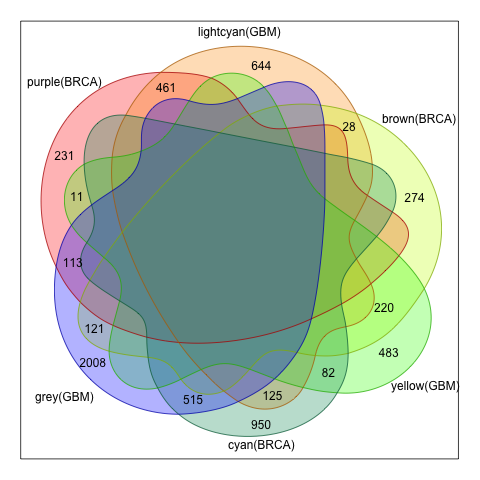 lightcyan(GBM)
644
purple(BRCA)
461
brown(BRCA)
28
231
11
274
113
220
121
483
2008
82
yellow(GBM)
grey(GBM)
515
125
950
cyan(BRCA)